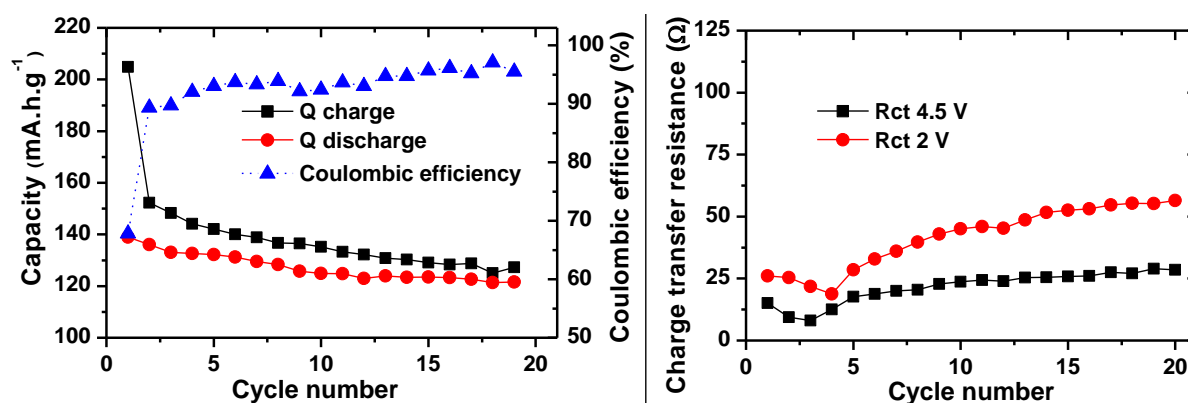 220
200
180
160
140
120
100
Capacity (mA.h.g⁻¹)
Q charge
Q discharge
Coulombic efficiency
100
90
80
70
60
50
Coulombic efficiency (%)
0
5
10
15
20
Cycle number
125
100
75
50
25
0
Charge transfer resistance (Ω)
Rct 4.5 V
Rct 2 V
0
5
10
15
20
Cycle number